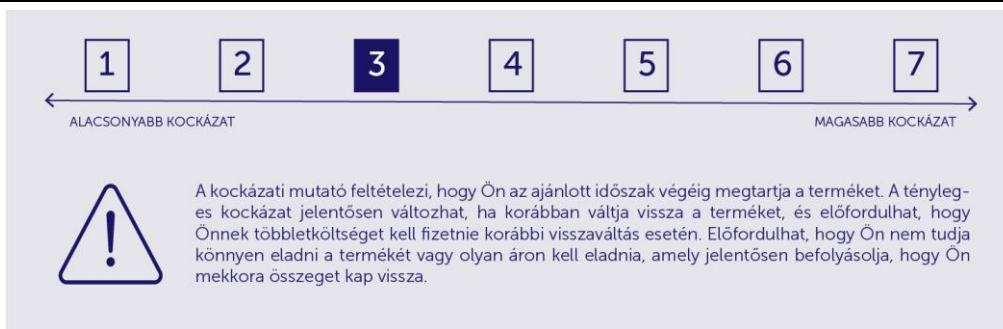 1 2 3 4 5 6 7
ALACSONYABB KOCKÁZAT MAGASABB KOCKÁZAT
A kockázati mutató feltételezi, hogy Ön az ajánlott időszak végéig megtartja a terméket. A tényleg-
es kockázat jelentősen változhat, ha korábban váltja vissza a terméket, és előfordulhat, hogy
Önnek többletköltséget kell fizetnie korábbi visszaváltás esetén. Előfordulhat, hogy Ön nem tudja
könnyen eladni a termékét vagy olyan áron kell eladnia, amely jelentősen befolyásolja, hogy Ön
mekkora összeget kap vissza.